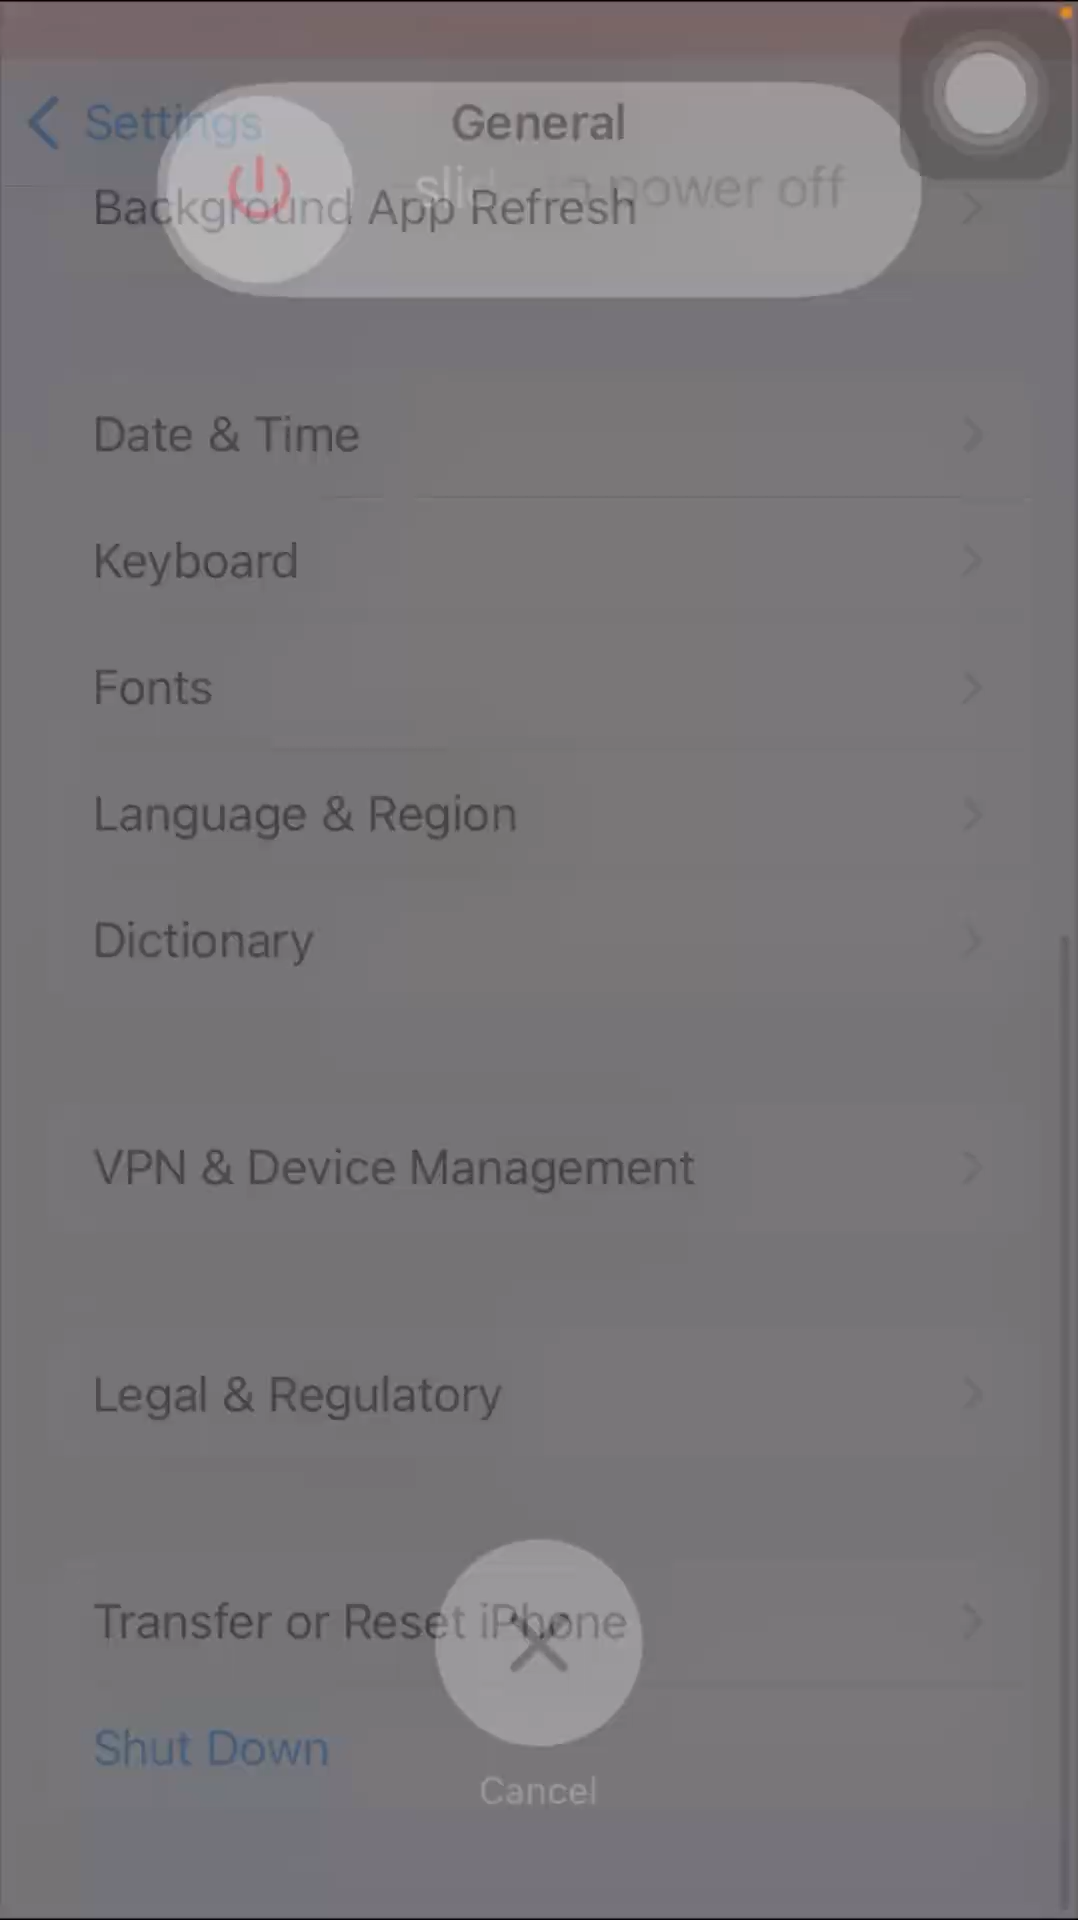 Settings
General
slide to power off
Background App Refresh
Date & Time
Keyboard
Fonts
Language & Region
Dictionary
VPN & Device Management
Legal & Regulatory
Transfer or Reset iPhone
Shut Down
Cancel